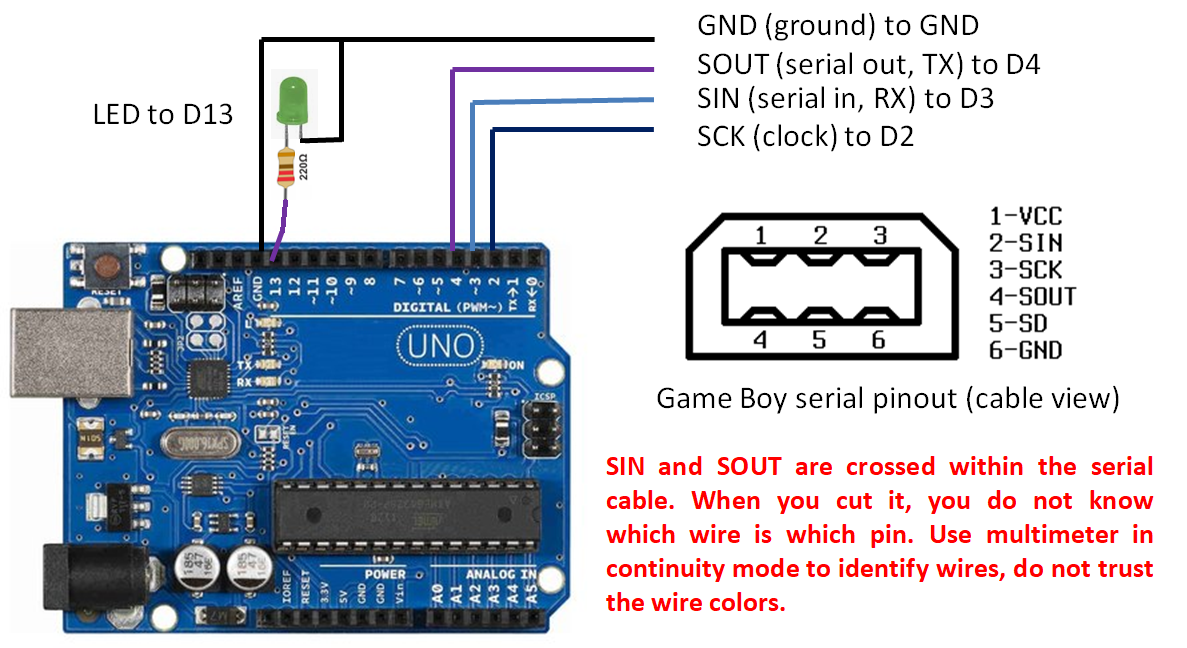 GND (ground) to GND
SOUT (serial out, TX) to D4
SIN (serial in, RX) to D3
SCK (clock) to D2
LED to D13
220Ω
RESET
AREF
GND
13
12
~11
~10
~9
8
7
~6
~5
4
~3
2
TX→1
RX←0
DIGITAL (PWM~)
UNO
TX
RX
ON
ICSP
POWER
ANALOG IN
IOREF
RESET
3.3V
5V
GND
GND
Vin
A0
A1
A2
A3
A4
A5
1 2 3
4 5 6
1-VCC
2-SIN
3-SCK
4-SOUT
5-SD
6-GND
Game Boy serial pinout (cable view)
SIN and SOUT are crossed within the serial
cable. When you cut it, you do not know
which wire is which pin. Use multimeter in
continuity mode to identify wires, do not trust
the wire colors.